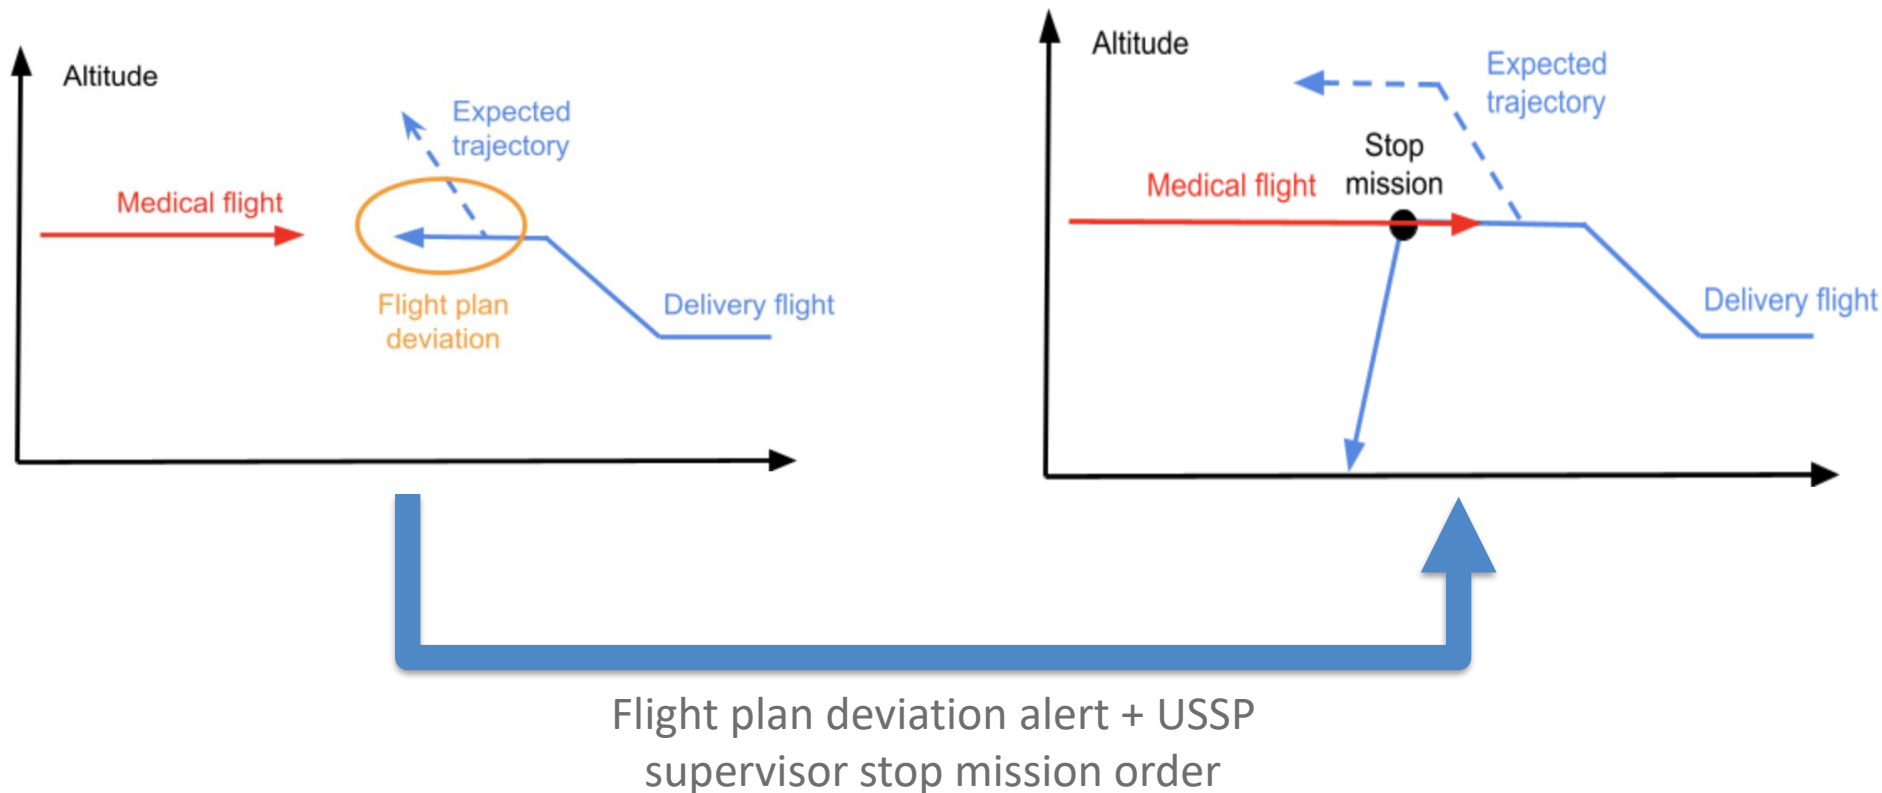 Altitude
Expected
trajectory
Medical flight
Flight plan
deviation
Delivery flight
Altitude
Expected
trajectory
Stop
mission
Medical flight
Delivery flight
Flight plan deviation alert + USSP
supervisor stop mission order